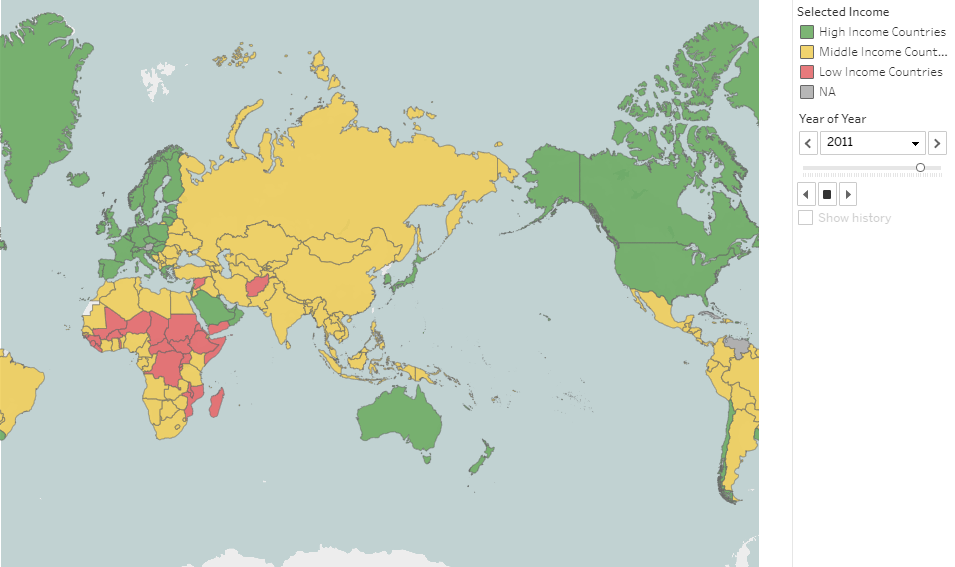 Selected Income
High Income Countries
Middle Income Count...
Low Income Countries
NA
Year of Year
2011
Show history